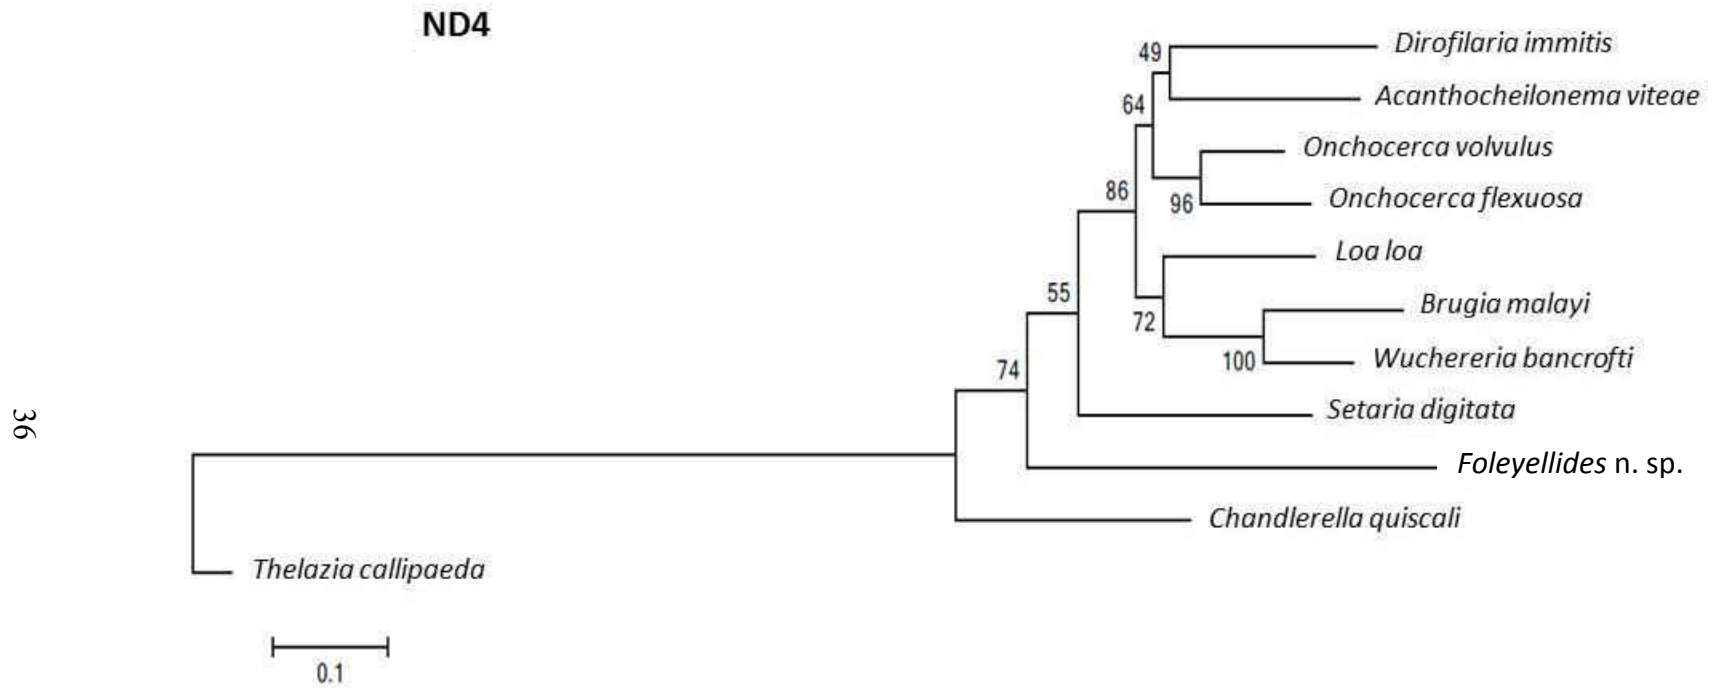 ND4
49
Dirofilaria immitis
Acanthocheilonema viteae
64
Onchocerca volvulus
86
96
Onchocerca flexuosa
Loa loa
55
Brugia malayi
72
100
Wuchereria bancrofti
74
Setaria digitata
36
Foleyellides n. sp.
Chandlerella quiscali
Thelazia callipaeda
0.1